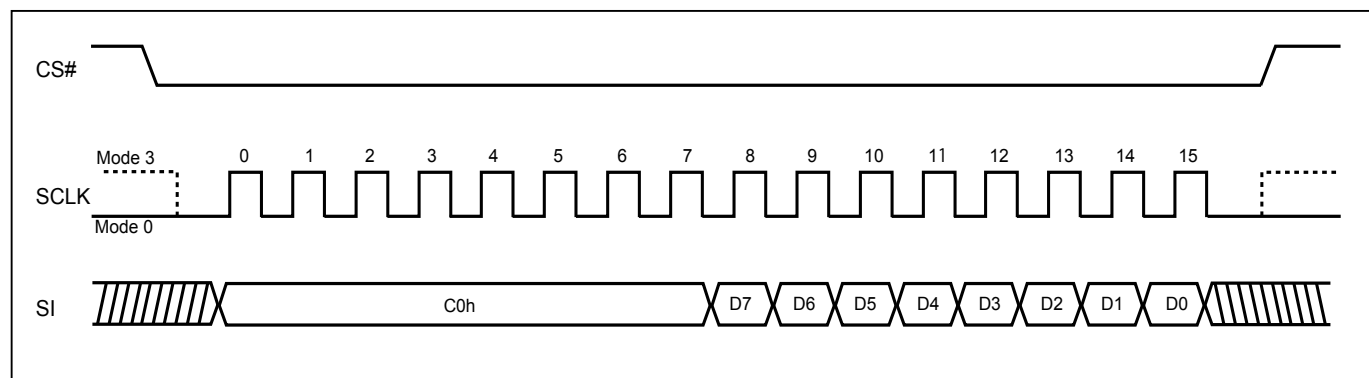 CS#
Mode 3
0 1 2 3 4 5 6 7 8 9 10 11 12 13 14 15
SCLK
Mode 0
SI
C0h D7 D6 D5 D4 D3 D2 D1 D0